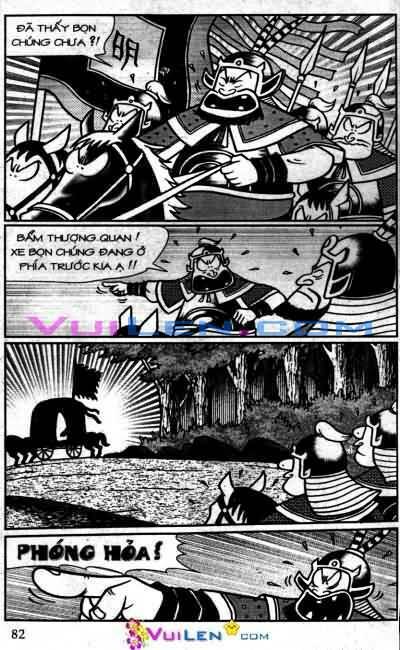 ĐÃ THẤY BỌN
CHÚNG CHƯA ?!
明
BẨM THƯỢNG QUAN !
XE BỌN CHÚNG ĐANG Ở
PHÍA TRƯỚC KIA Ạ !!
VuiLen.com
PHÓNG HỎA !
82
VuiLen.com